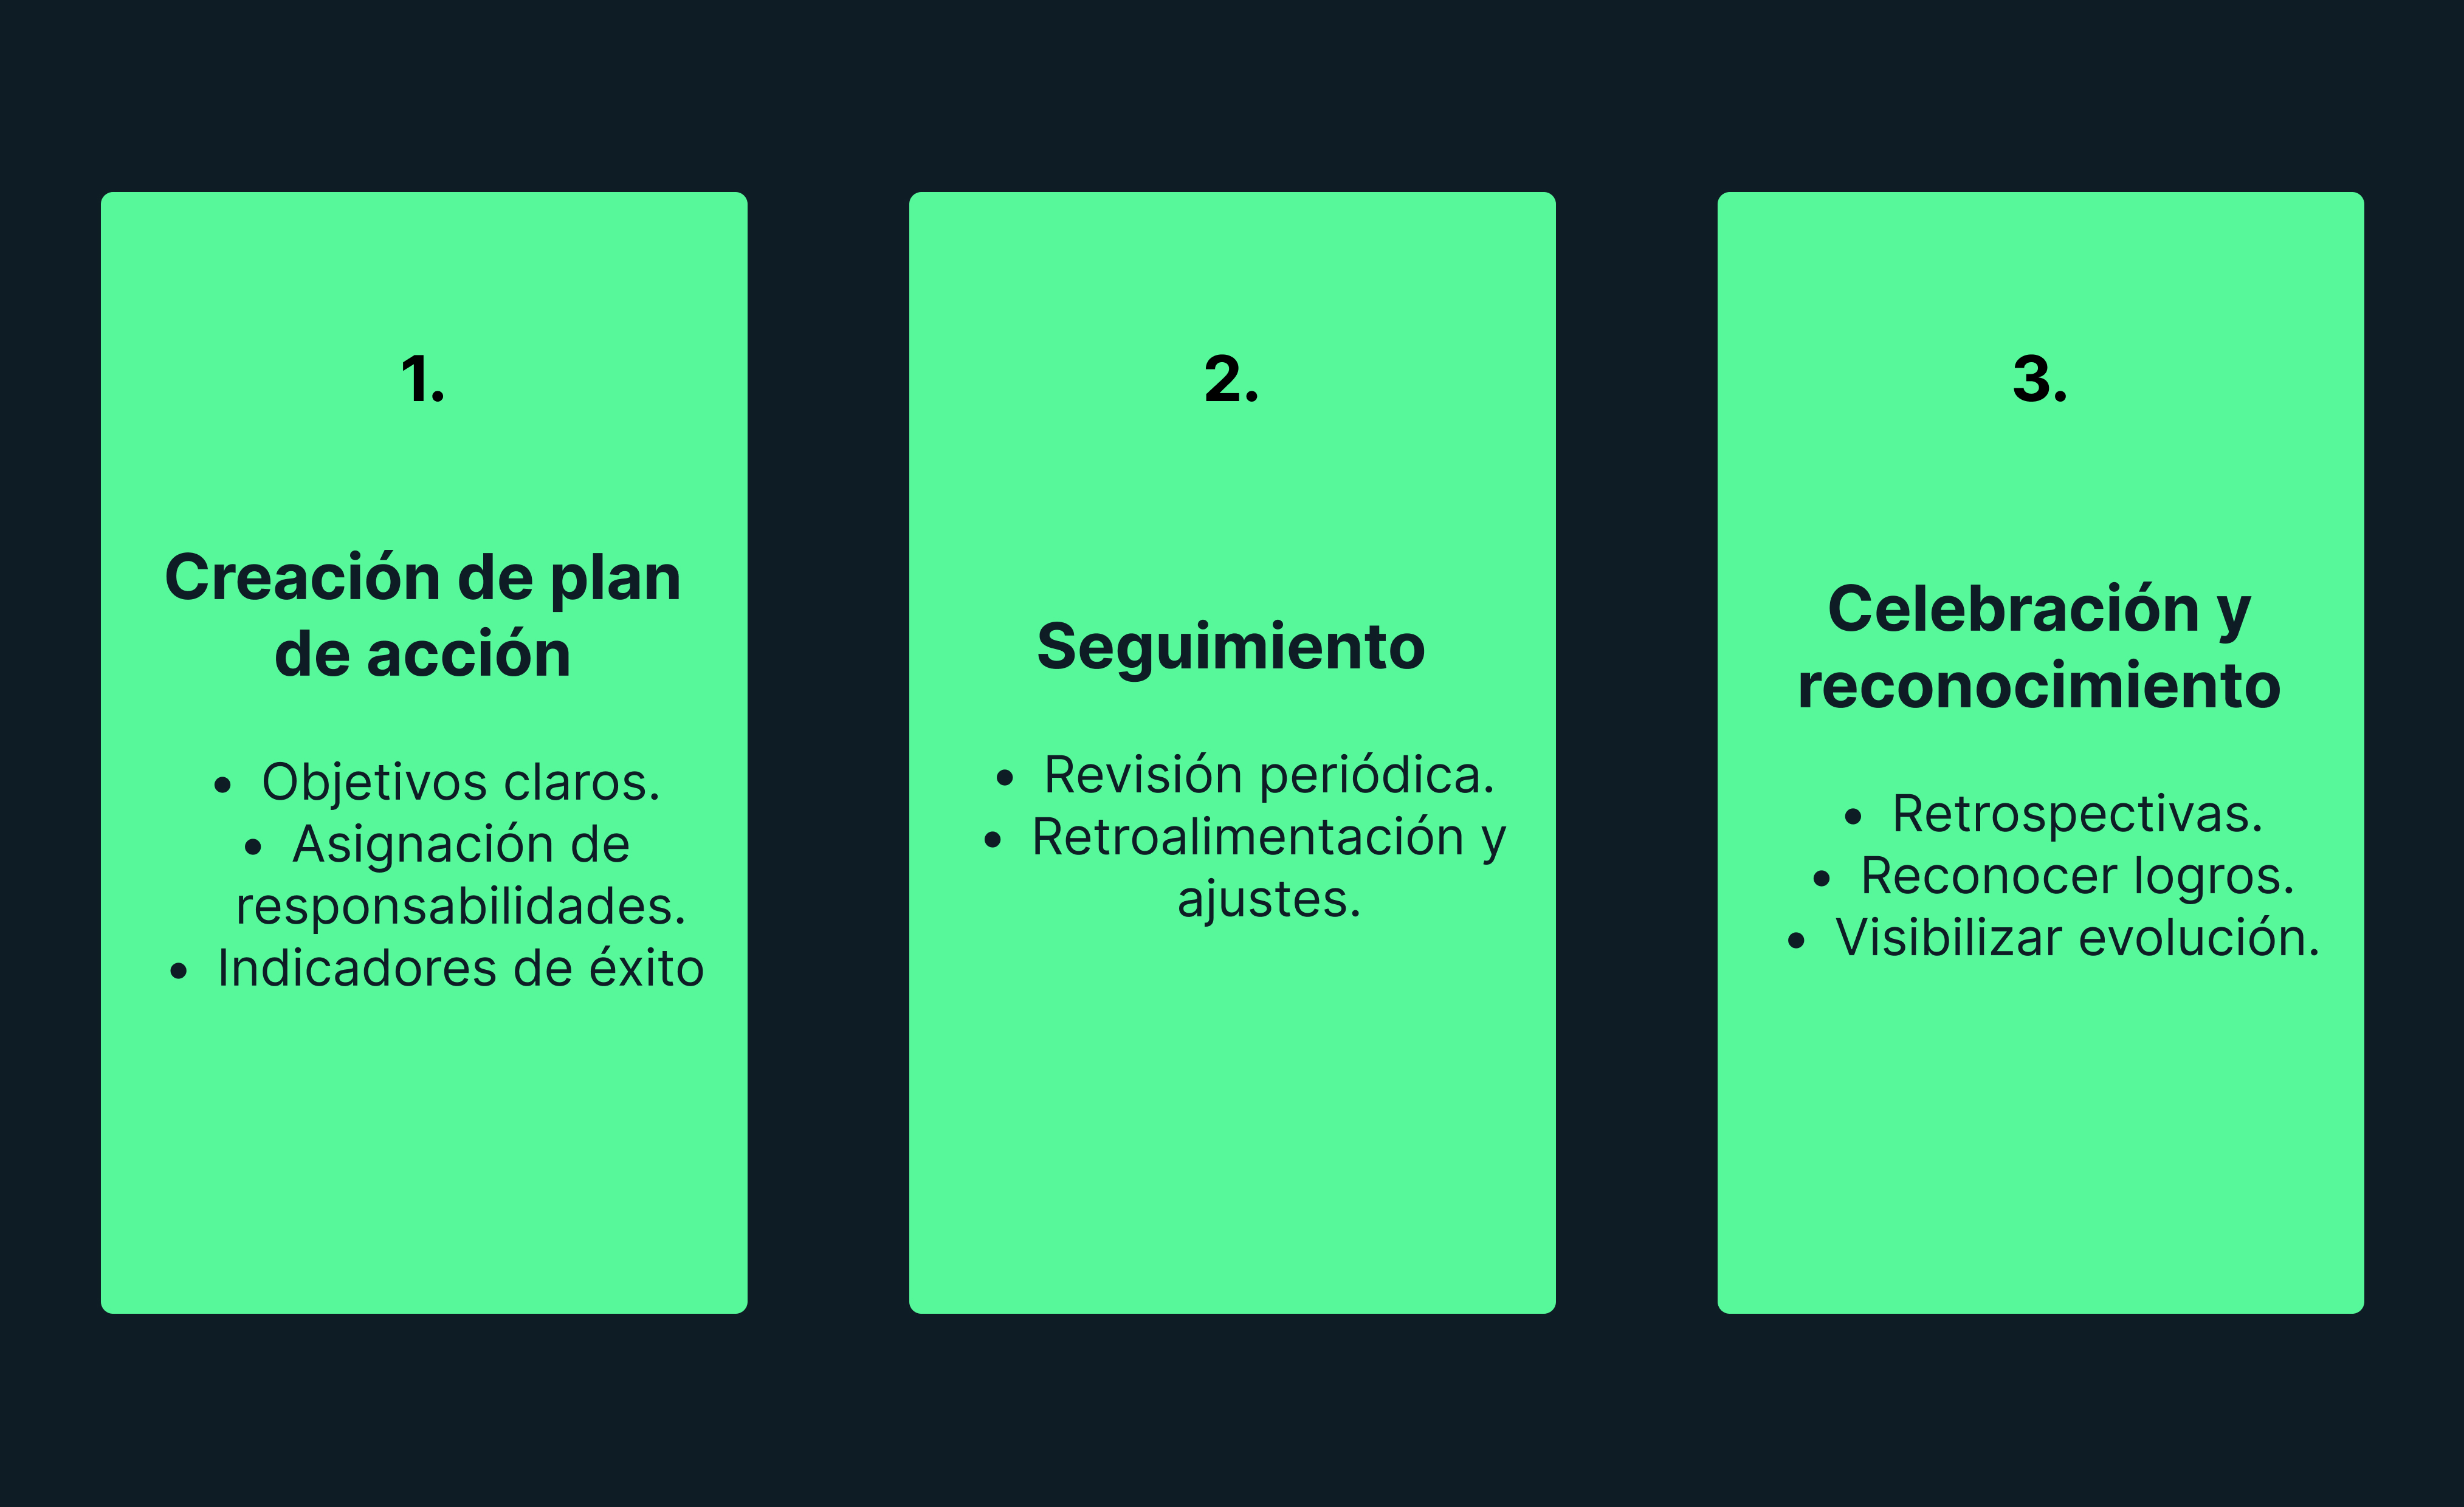 1.
Creación de plan
de acción
• Objetivos claros.
• Asignación de
responsabilidades.
• Indicadores de éxito
2.
Seguimiento
• Revisión periódica.
• Retroalimentación y
ajustes.
3.
Celebración y
reconocimiento
• Retrospectivas.
• Reconocer logros.
• Visibilizar evolución.